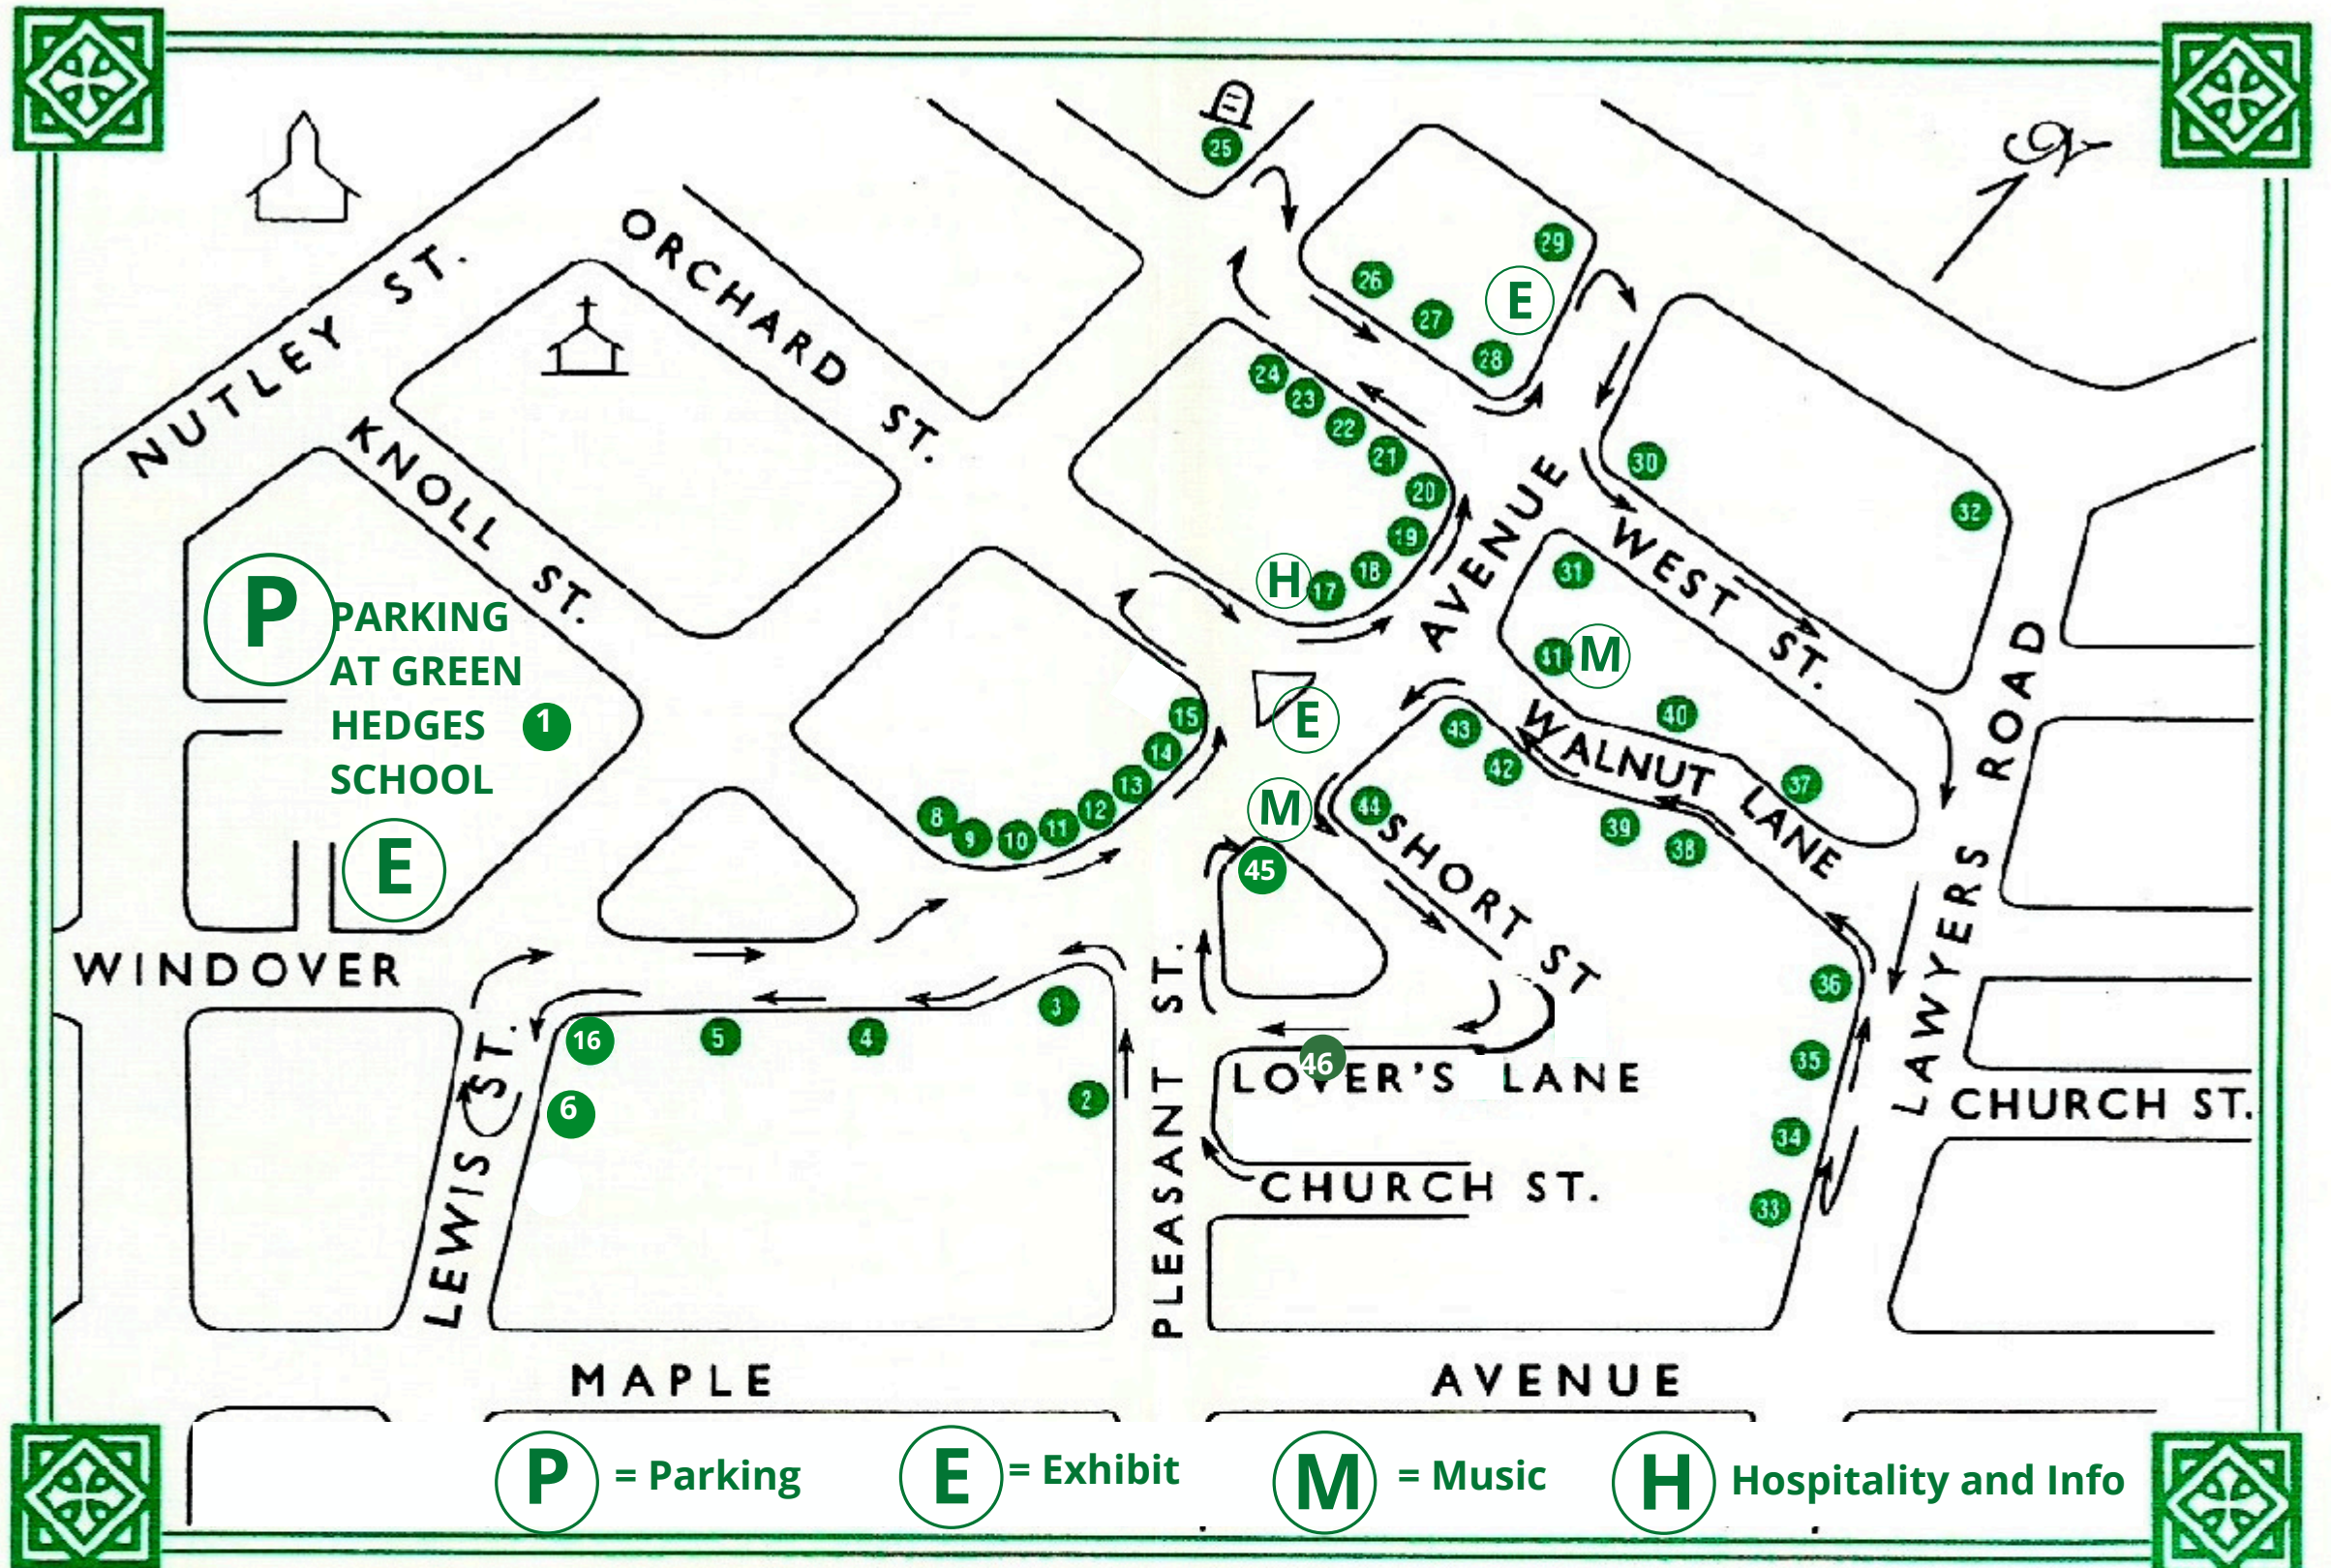 25
ORCHARD ST.
NUTLEY ST.
29
26
E
27
28
24
23
22
21
20
19
18
17
H
KNOLL ST.
30
32
AVENUE
WEST ST.
31
41
M
P
PARKING
AT GREEN
HEDGES
SCHOOL
1
E
E
M
15
14
13
12
11
10
9
8
43
42
44
40
37
39
38
WALNUT LANE
SHORT ST
LAWYERS ROAD
45
WINDOVER
36
35
34
33
3
16
5
4
6
2
46
LOVER'S LANE
CHURCH ST.
CHURCH ST.
LEWIS ST.
PLEASANT ST.
MAPLE AVENUE
P = Parking
E = Exhibit
M = Music
H Hospitality and Info